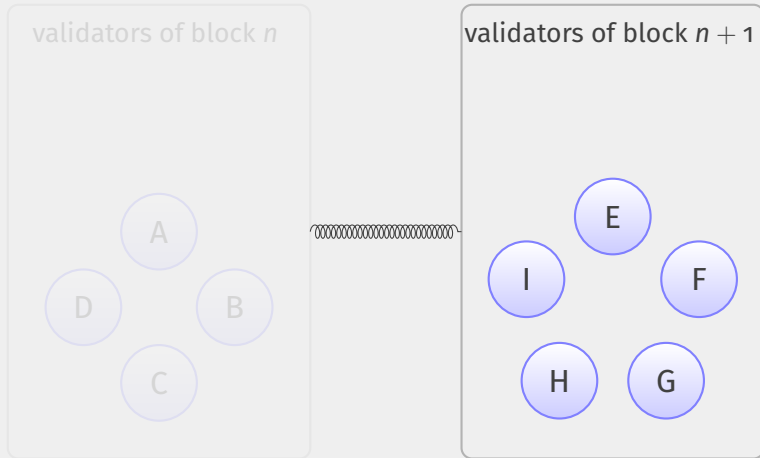 validators of block n
validators of block n + 1
A
E
D
B
I
F
C
H
G